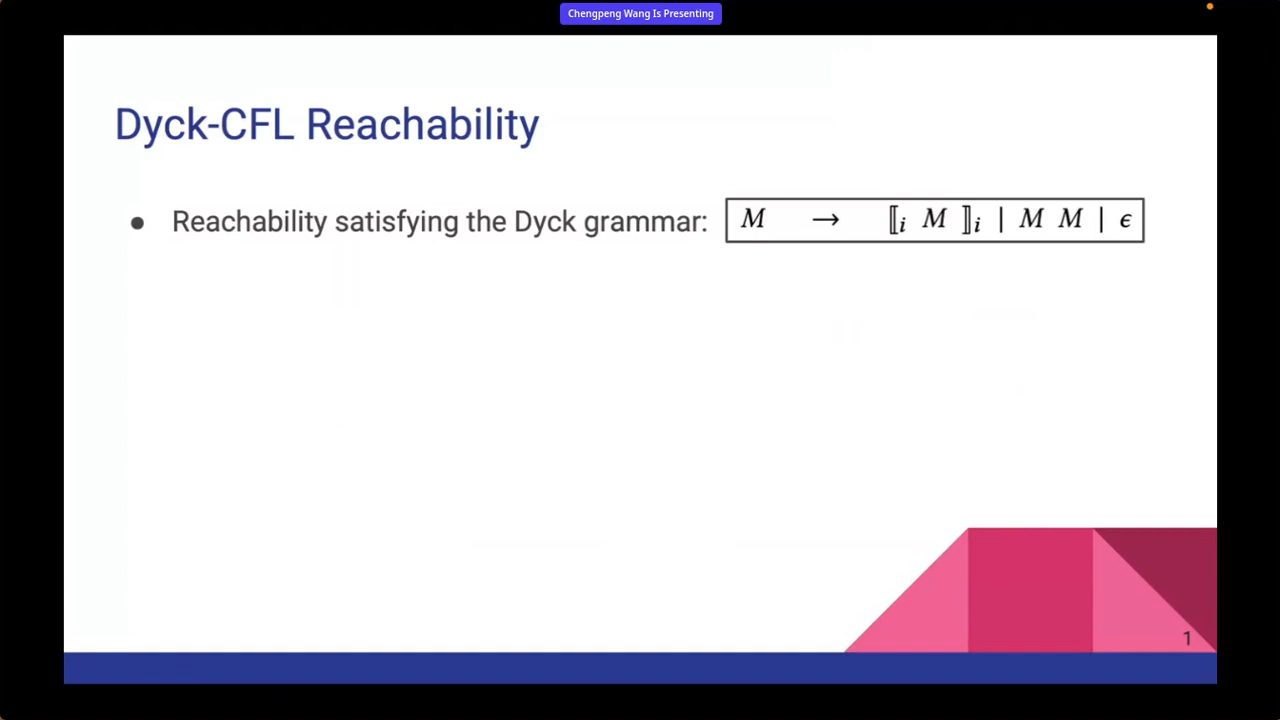 Chengpeng Wang Is Presenting
Dyck-CFL Reachability
● Reachability satisfying the Dyck grammar: M → ⟦i M ⟧i | M M | ϵ
1